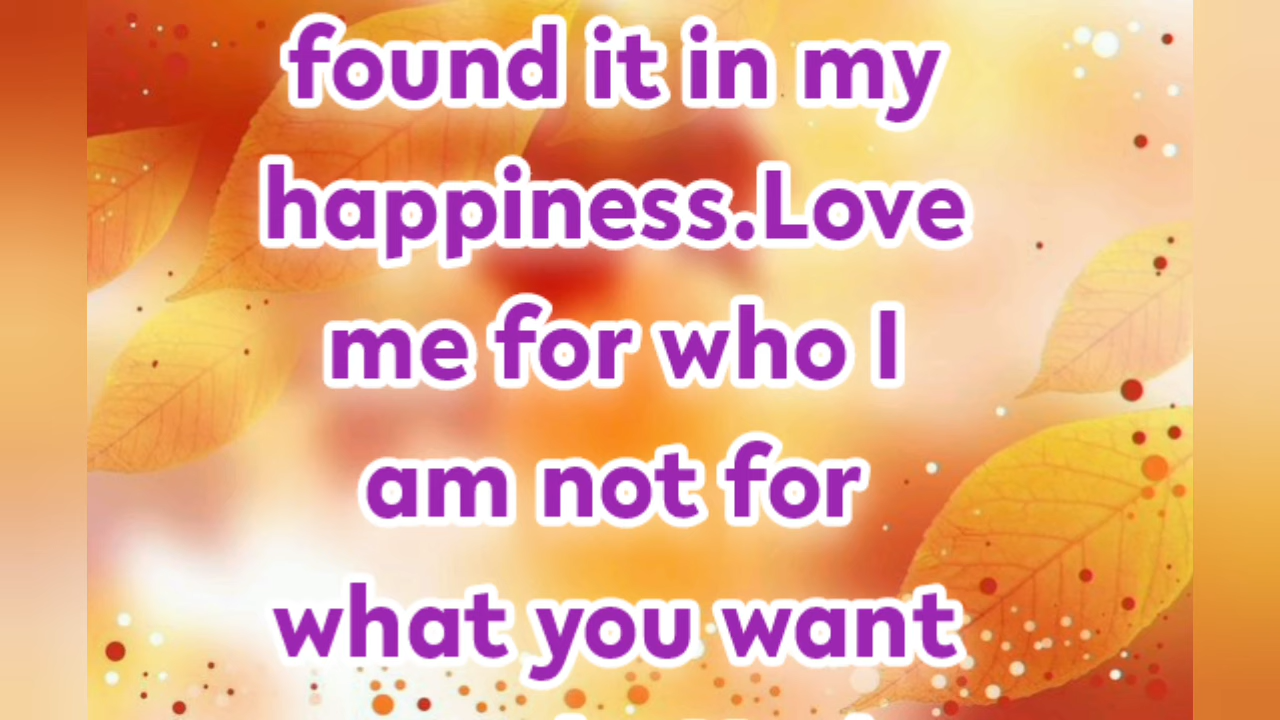 found it in my
happiness.Love
me for who I
am not for
what you want